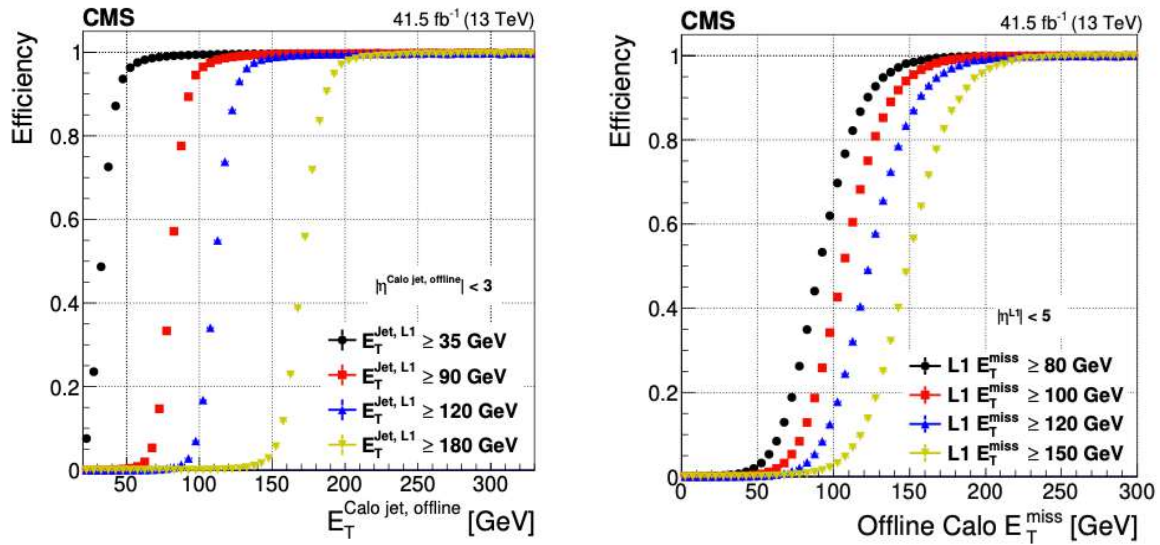 CMS 41.5 fb⁻¹ (13 TeV)
Efficiency
1
0.8
0.6
0.4
0.2
0
|η^Calo jet, offline| < 3
E_T^Jet, L1 ≥ 35 GeV
E_T^Jet, L1 ≥ 90 GeV
E_T^Jet, L1 ≥ 120 GeV
E_T^Jet, L1 ≥ 180 GeV
50 100 150 200 250 300
E_T^Calo jet, offline [GeV]
CMS 41.5 fb⁻¹ (13 TeV)
Efficiency
1
0.8
0.6
0.4
0.2
0
|η^L1| < 5
L1 E_T^miss ≥ 80 GeV
L1 E_T^miss ≥ 100 GeV
L1 E_T^miss ≥ 120 GeV
L1 E_T^miss ≥ 150 GeV
0 50 100 150 200 250 300
Offline Calo E_T^miss [GeV]